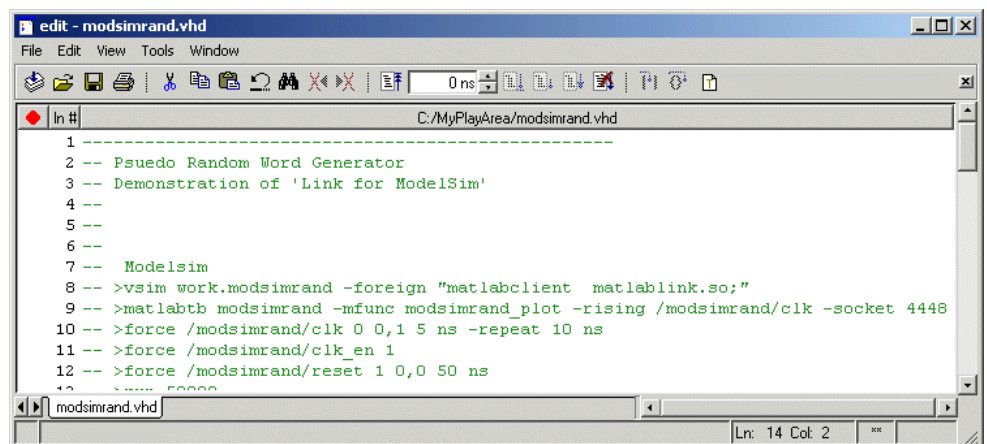 edit - modsimrand.vhd
File Edit View Tools Window
0 ns
ln #
C:/MyPlayArea/modsimrand.vhd
1 ----------------------------------------------------
2 -- Psuedo Random Word Generator
3 -- Demonstration of 'Link for ModelSim'
4 --
5 --
6 --
7 -- Modelsim
8 -- >vsim work.modsimrand -foreign "matlabclient matlablink.so;"
9 -- >matlabtb modsimrand -mfunc modsimrand_plot -rising /modsimrand/clk -socket 4448
10 -- >force /modsimrand/clk 0 0,1 5 ns -repeat 10 ns
11 -- >force /modsimrand/clk_en 1
12 -- >force /modsimrand/reset 1 0,0 50 ns
modsimrand.vhd
Ln: 14 Col: 2